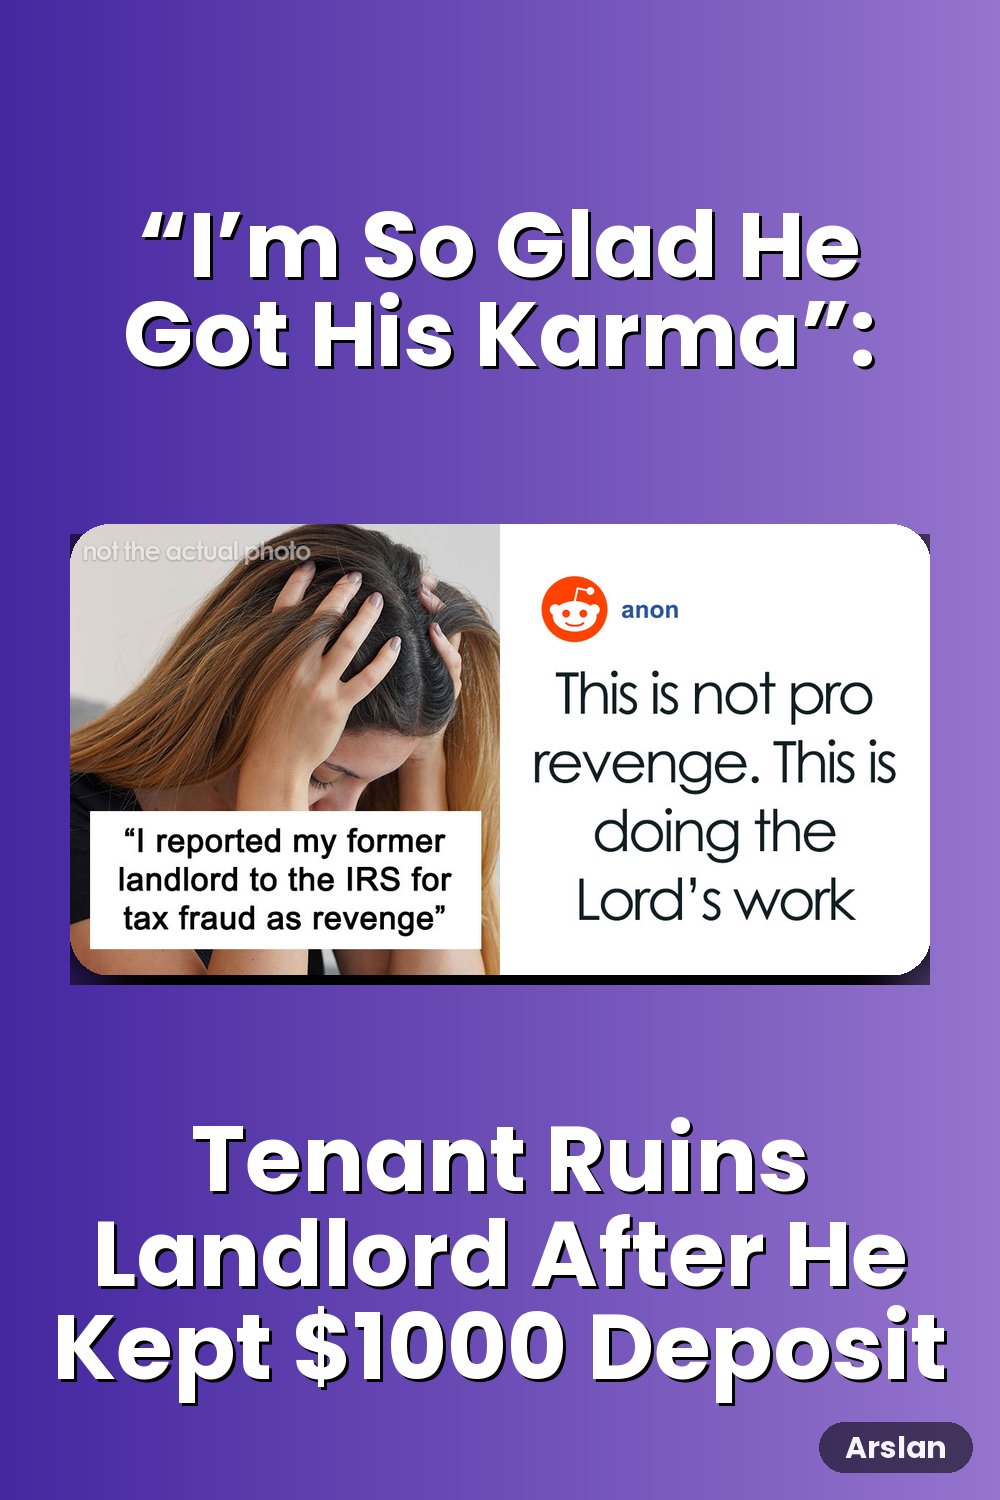 “I’m So Glad He
Got His Karma”:
not the actual photo
“I reported my former
landlord to the IRS for
tax fraud as revenge”
anon
This is not pro
revenge. This is
doing the
Lord’s work
Tenant Ruins
Landlord After He
Kept $1000 Deposit
Arslan